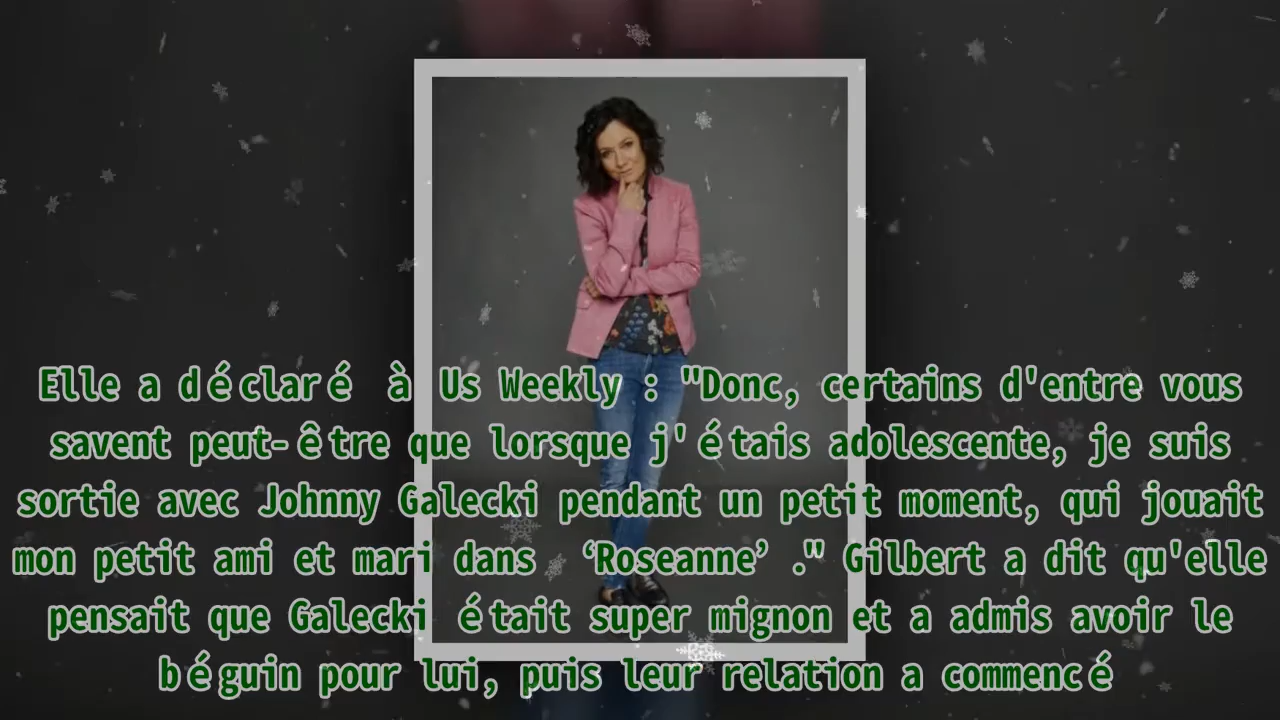 Elle a déclaré à Us Weekly : "Donc, certains d'entre vous
savent peut-être que lorsque j'étais adolescente, je suis
sortie avec Johnny Galecki pendant un petit moment, qui jouait
mon petit ami et mari dans ‘Roseanne’ ." Gilbert a dit qu'elle
pensait que Galecki était super mignon et a admis avoir le
béguin pour lui, puis leur relation a commencé